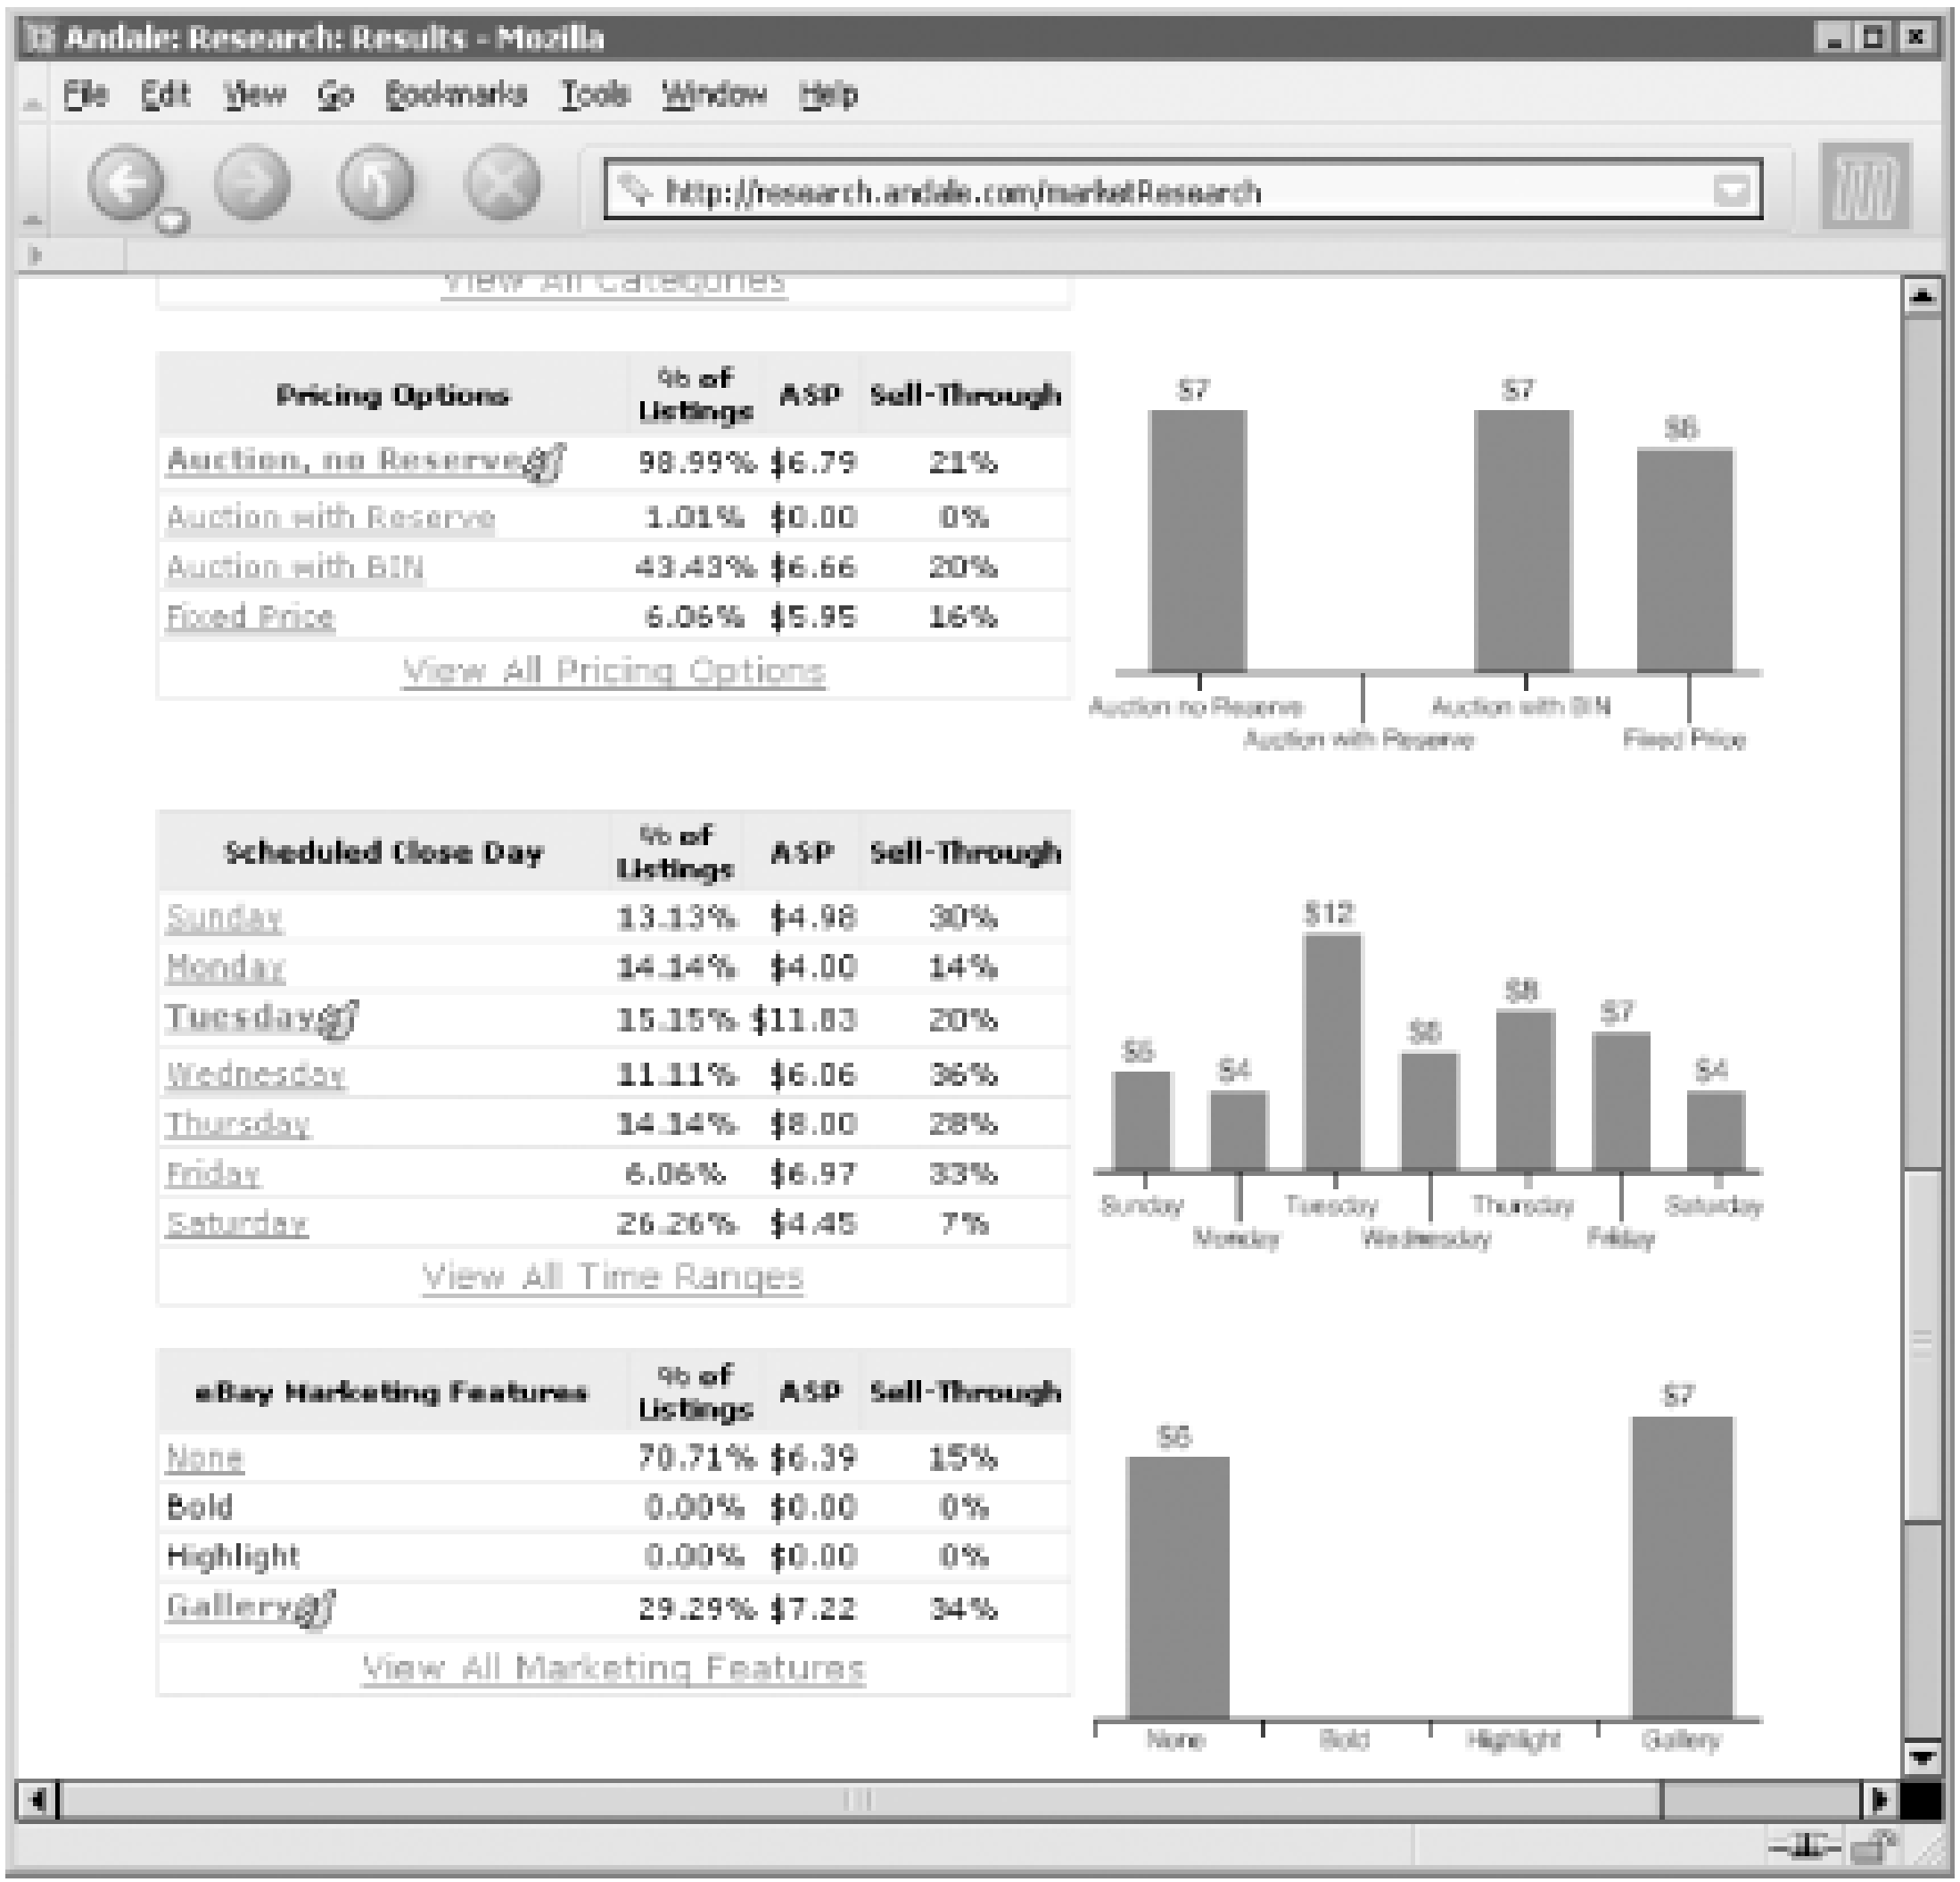 Andale: Research: Results - Mozilla
File Edit View Go Bookmarks Tools Window Help
http://research.andale.com/marketResearch
View All Categories
Pricing Options % of Listings ASP Sell-Through
Auction, no Reserve 98.99% $6.79 21%
Auction with Reserve 1.01% $0.00 0%
Auction with BIN 43.43% $6.66 20%
Fixed Price 6.06% $5.95 16%
View All Pricing Options
$7 $7 $6
Auction no Reserve Auction with BIN
Auction with Reserve Fixed Price
Scheduled Close Day % of Listings ASP Sell-Through
Sunday 13.13% $4.98 30%
Monday 14.14% $4.00 14%
Tuesday 15.15% $11.83 20%
Wednesday 11.11% $6.06 36%
Thursday 14.14% $8.00 28%
Friday 6.06% $6.97 33%
Saturday 26.26% $4.45 7%
View All Time Ranges
$12
$8
$7
$6
$5 $4 $4
Sunday Tuesday Thursday Saturday
Monday Wednesday Friday
eBay Marketing Features % of Listings ASP Sell-Through
None 70.71% $6.39 15%
Bold 0.00% $0.00 0%
Highlight 0.00% $0.00 0%
Gallery 29.29% $7.22 34%
View All Marketing Features
$7
$6
None Bold Highlight Gallery